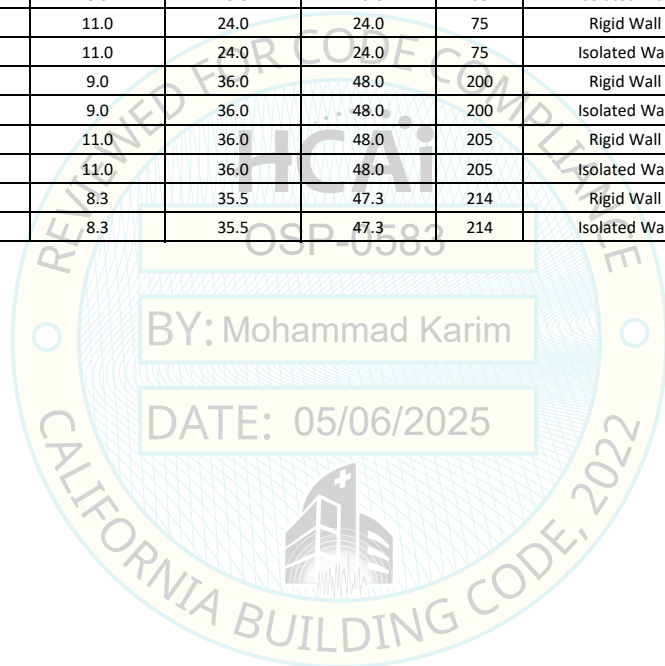 11.0 24.0 24.0 75 Rigid Wall
11.0 24.0 24.0 75 Isolated Wa
9.0 36.0 48.0 200 Rigid Wall
9.0 36.0 48.0 200 Isolated Wa
11.0 36.0 48.0 205 Rigid Wall
11.0 36.0 48.0 205 Isolated Wa
8.3 35.5 47.3 214 Rigid Wall
8.3 35.5 47.3 214 Isolated Wa
REVIEWED FOR CODE COMPLIANCE
HCAi
OSP-0583
BY: Mohammad Karim
DATE: 05/06/2025
CALIFORNIA BUILDING CODE, 2022